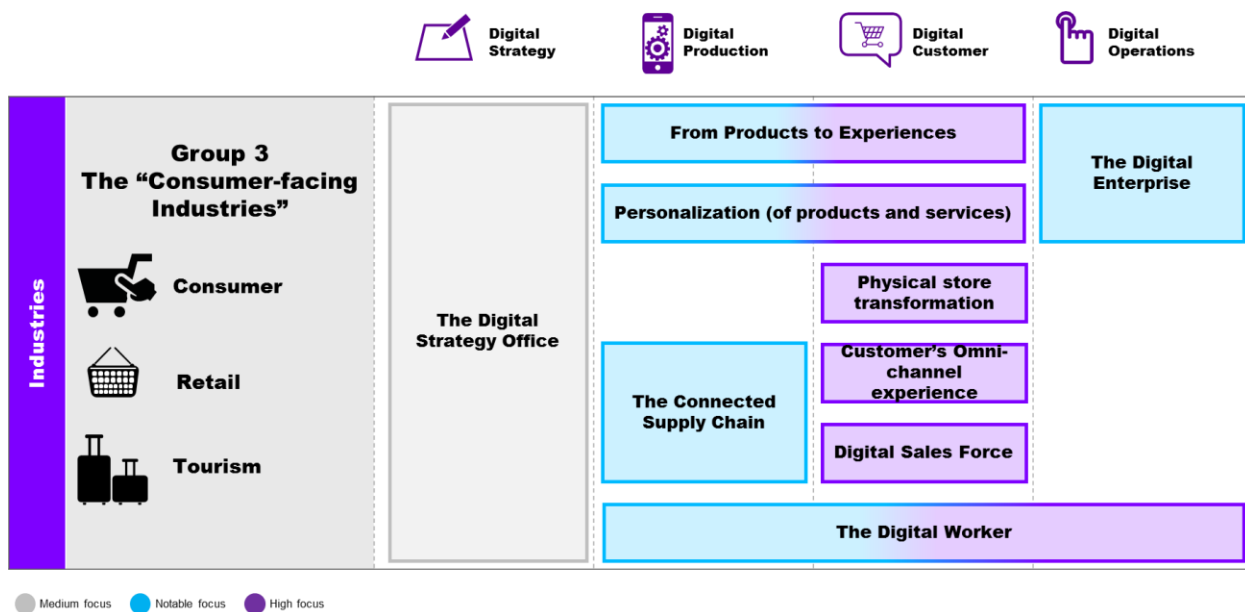 Digital
Strategy
Digital
Production
Digital
Customer
Digital
Operations
Industries
Group 3
The “Consumer-facing
Industries”
Consumer
Retail
Tourism
The Digital
Strategy Office
From Products to Experiences
Personalization (of products and services)
The Digital
Enterprise
Physical store
transformation
Customer’s Omni-
channel
experience
The Connected
Supply Chain
Digital Sales Force
The Digital Worker
Medium focus
Notable focus
High focus